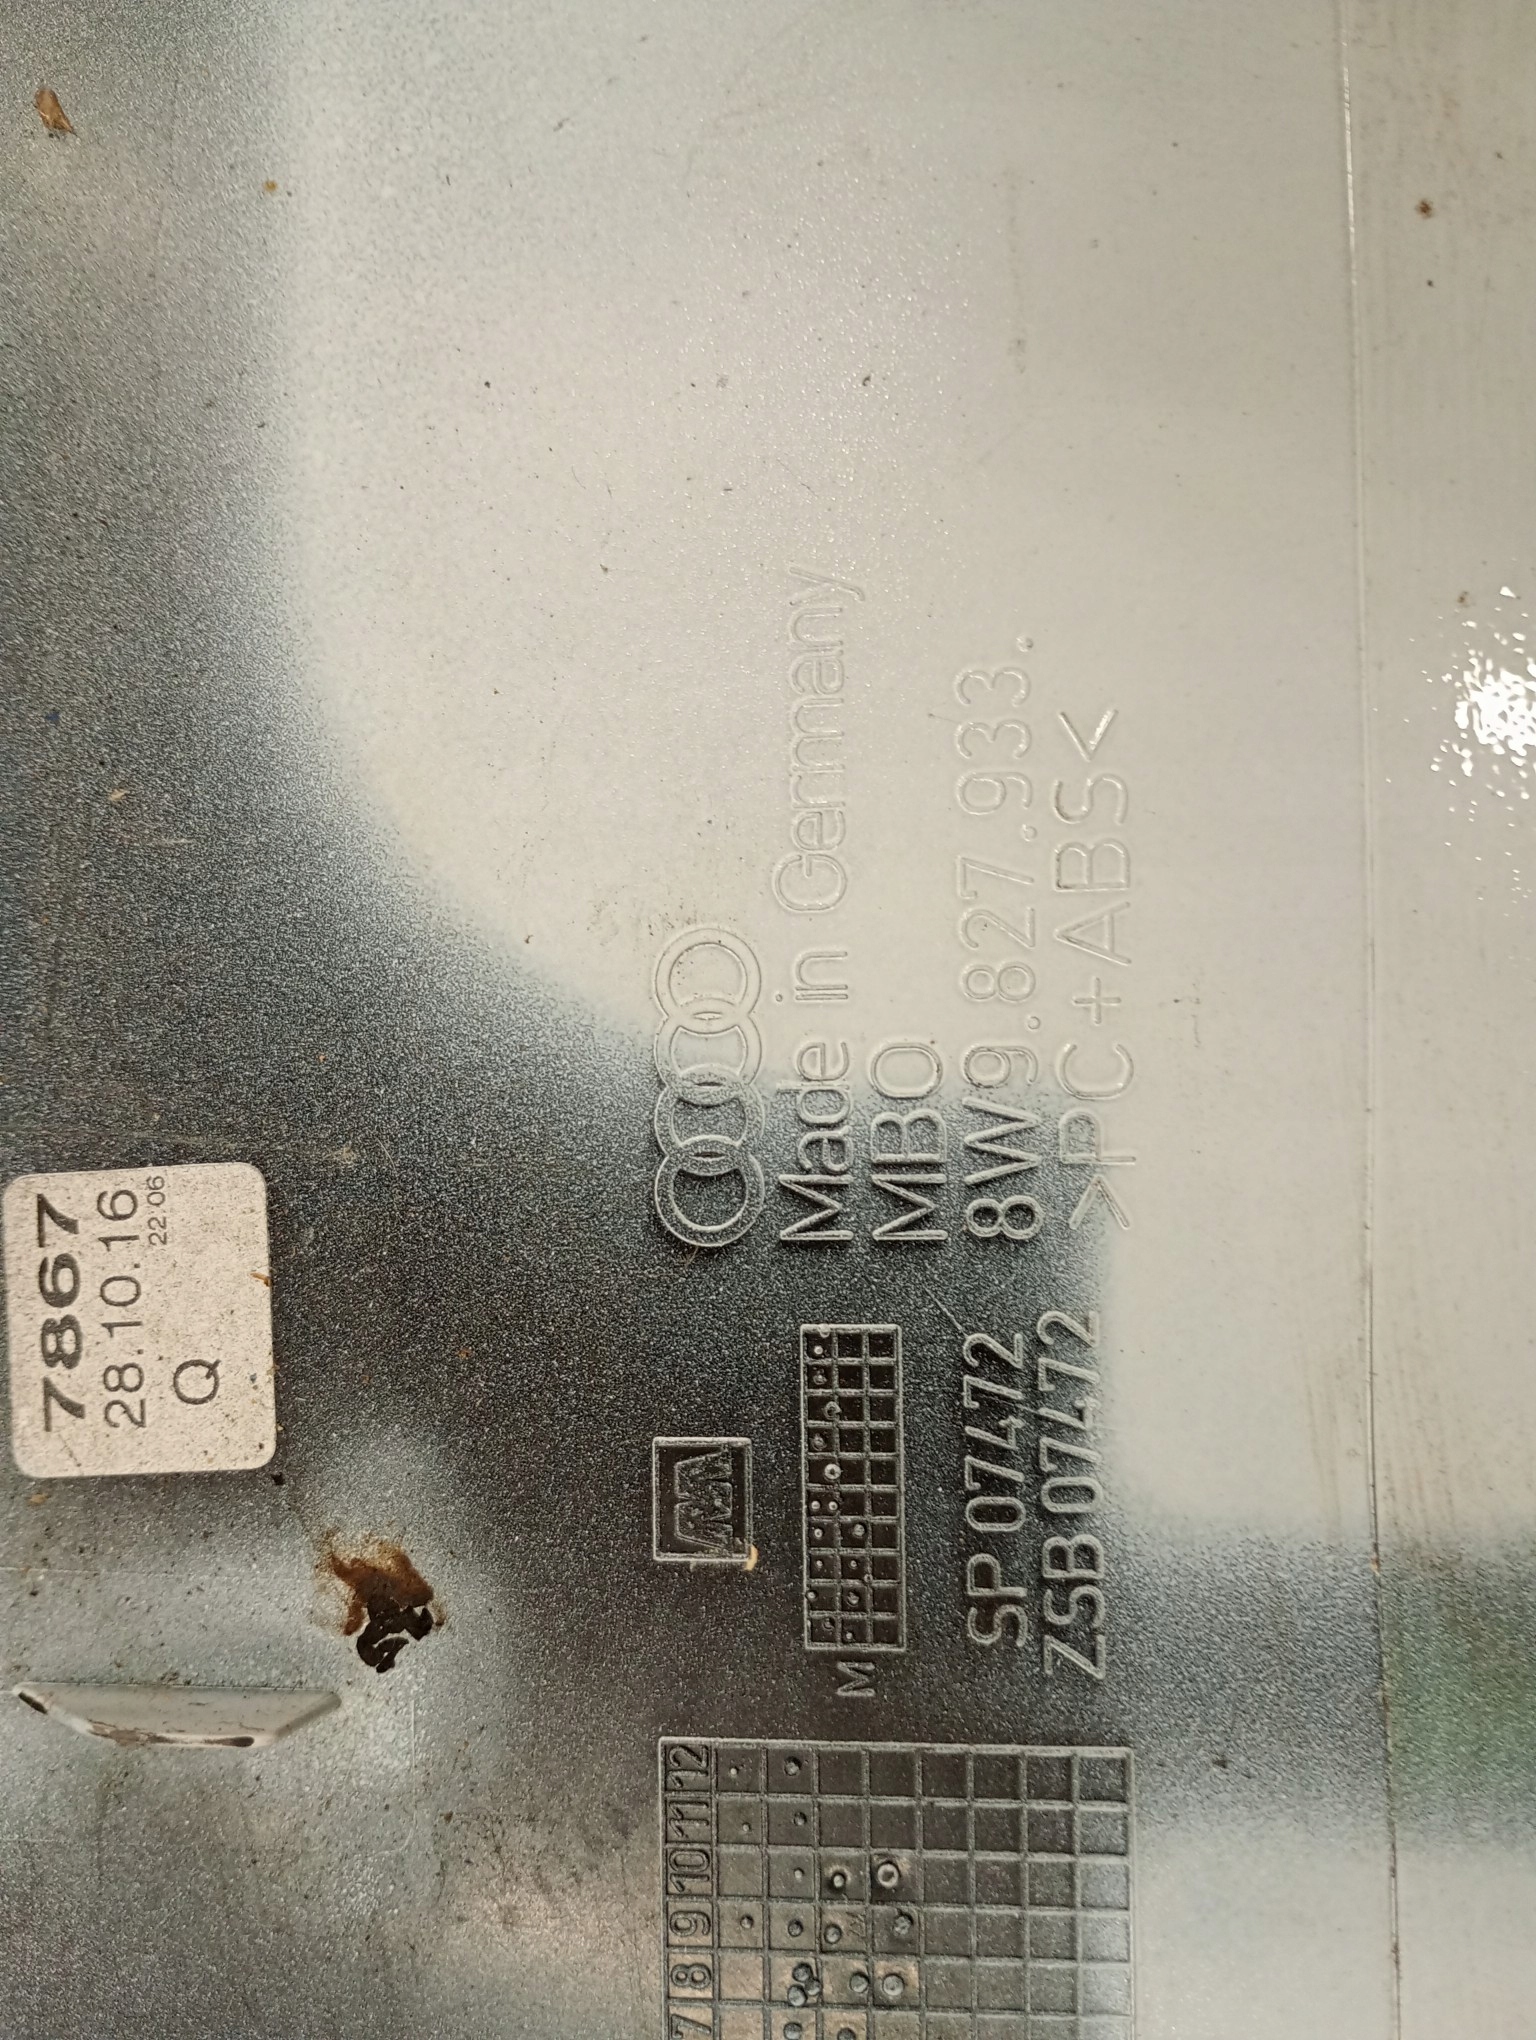 7867
28.10.16
22 06
Q
Made in Germany
MBO
8W9.827.933.
>PC+ABS<
M
SP 07472
ZSB 07472
7 8 9 10 11 12